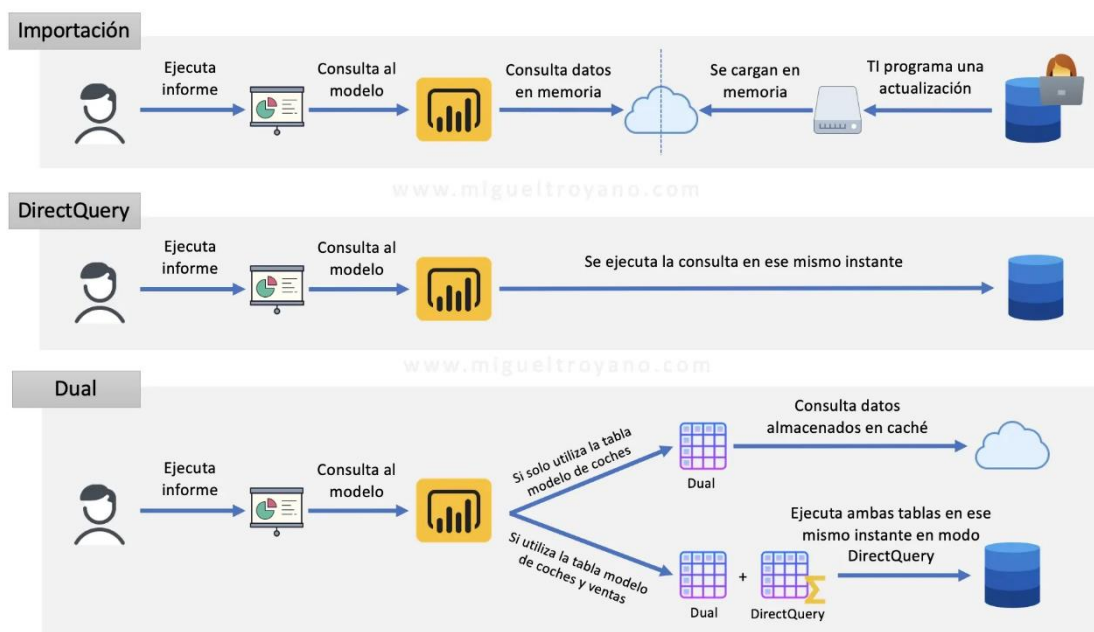 Importación
Ejecuta
informe
Consulta al
modelo
Consulta datos
en memoria
Se cargan en
memoria
TI programa una
actualización
www.migueltroyano.com
DirectQuery
Ejecuta
informe
Consulta al
modelo
Se ejecuta la consulta en ese mismo instante
www.migueltroyano.com
Dual
Ejecuta
informe
Consulta al
modelo
Si solo utiliza la tabla
modelo de coches
Dual
Consulta datos
almacenados en caché
Si utiliza la tabla modelo
de coches y ventas
Dual
+
DirectQuery
Ejecuta ambas tablas en ese
mismo instante en modo
DirectQuery